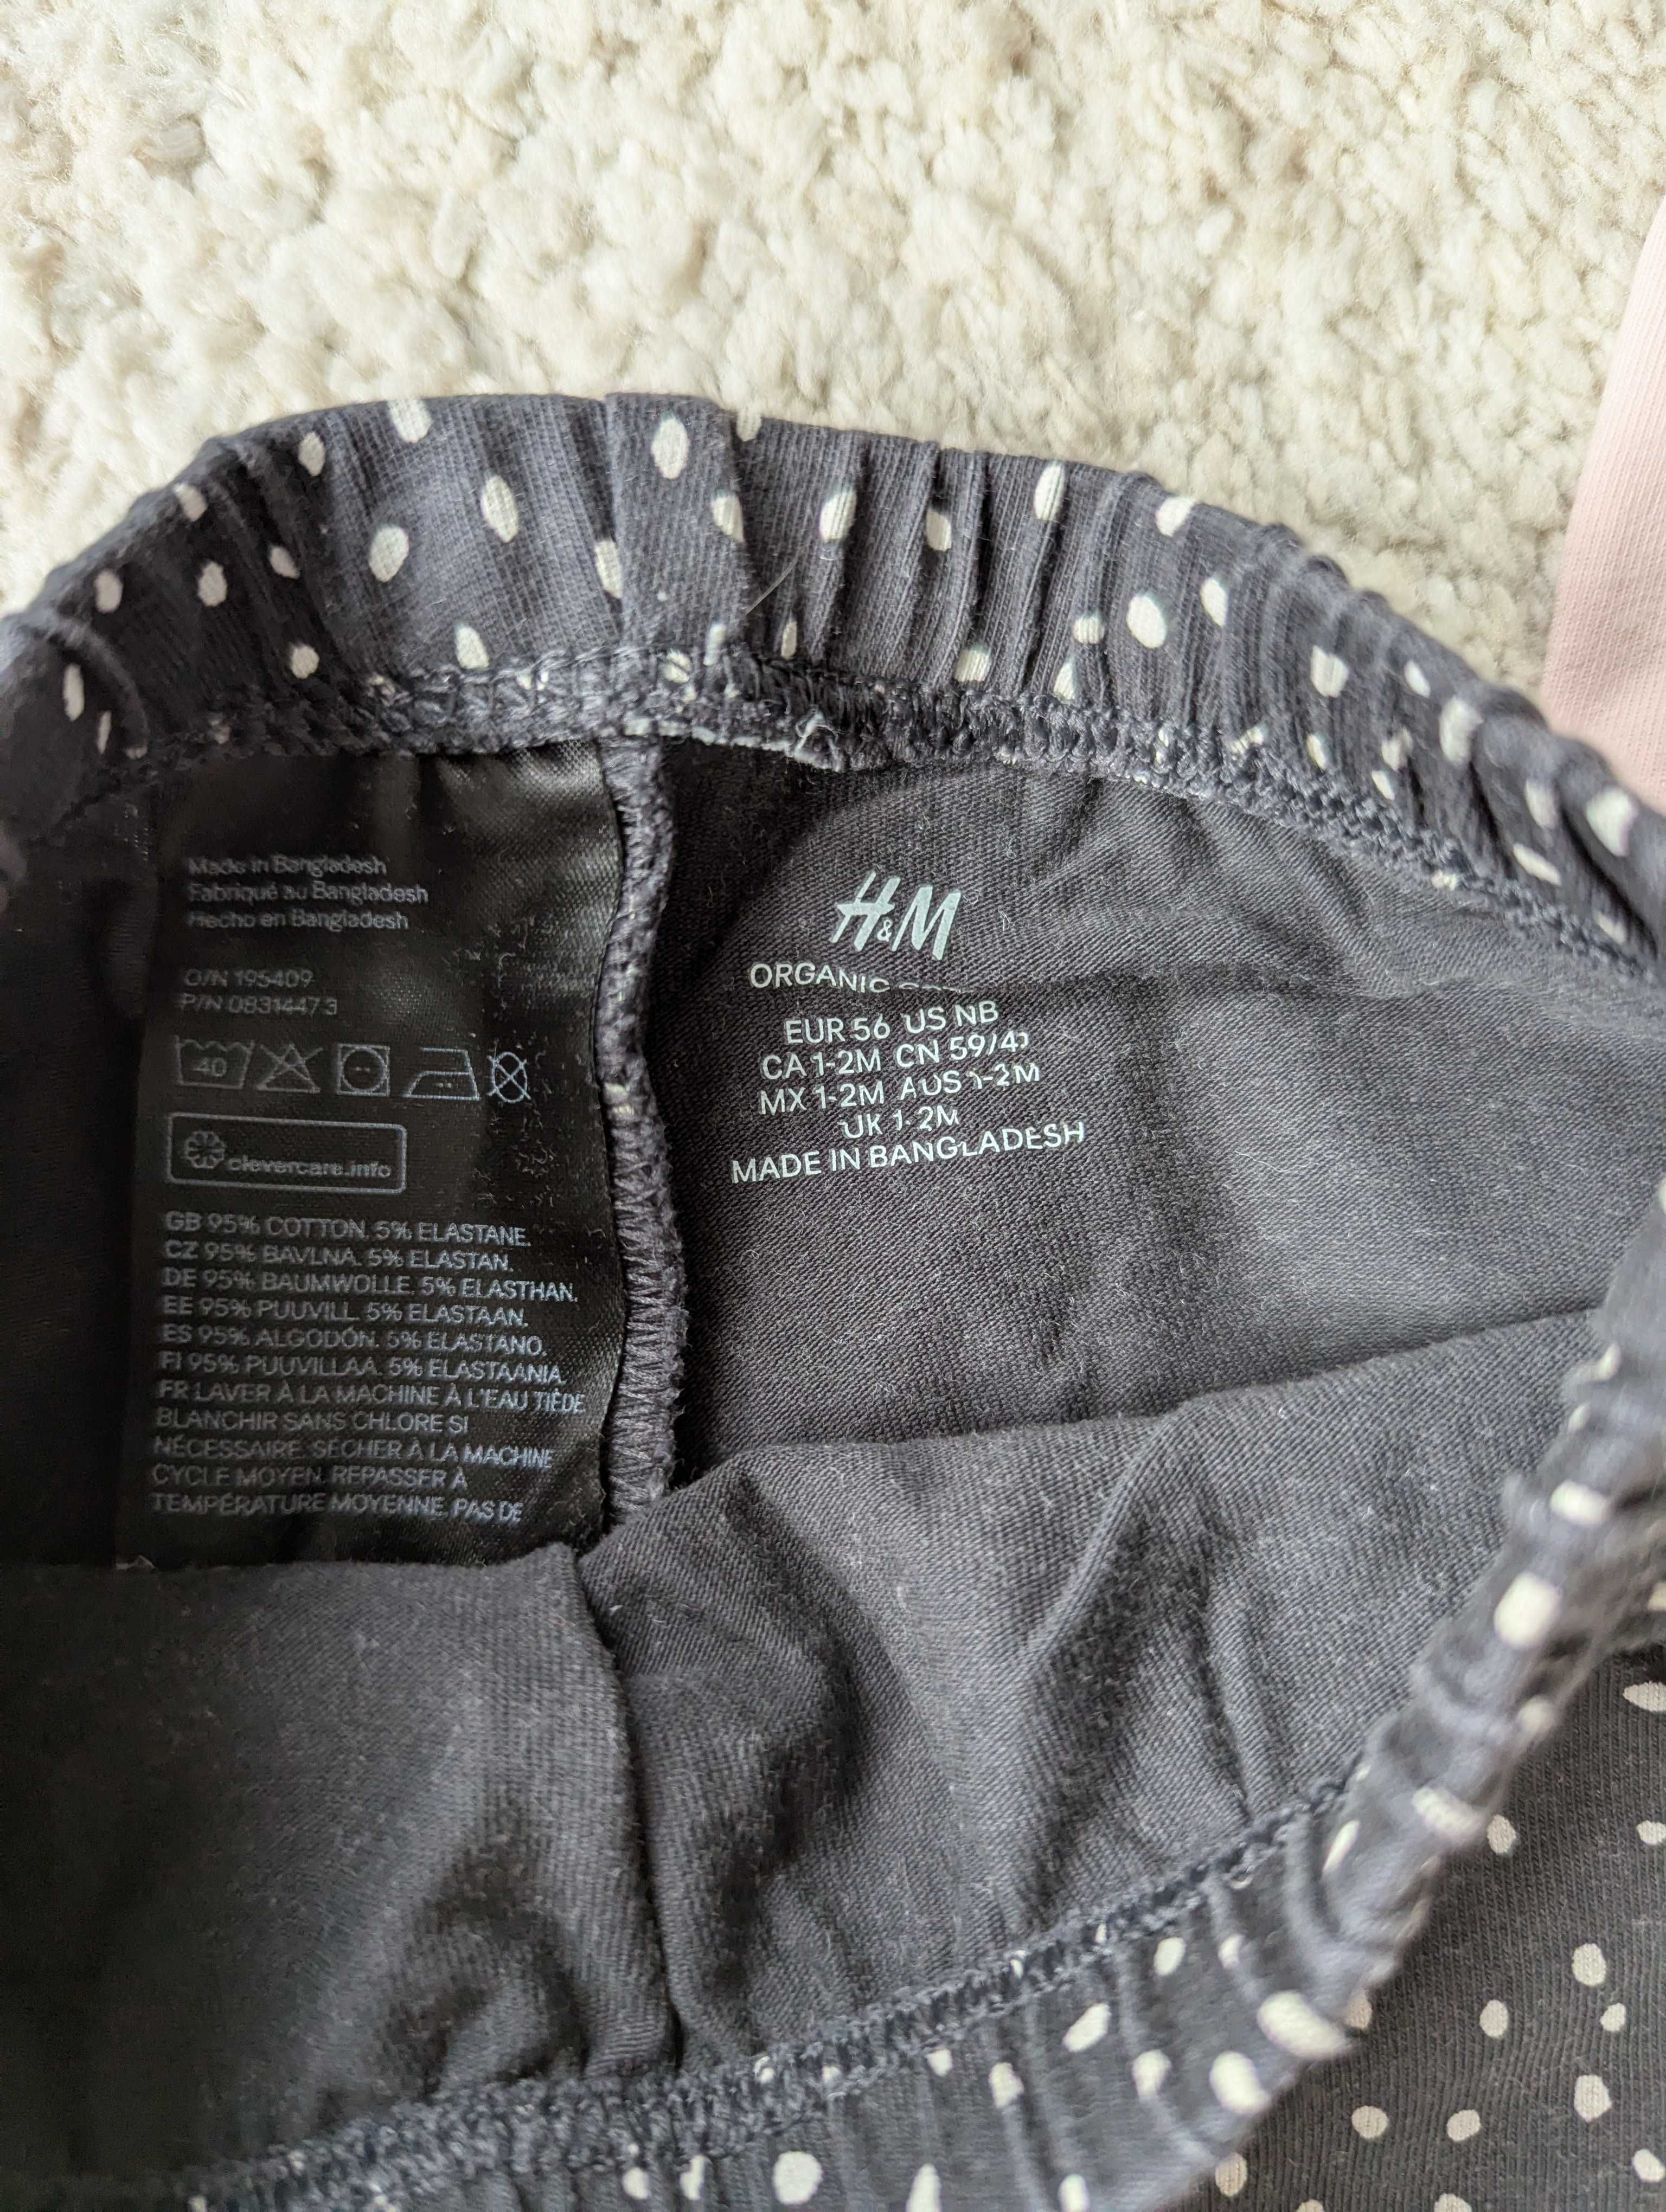 Made in Bangladesh
Fabriqué au Bangladesh
Hecho en Bangladesh
O/N 195409
P/N 0831447 3
40
clevercare.info
GB 95% COTTON. 5% ELASTANE.
CZ 95% BAVLNA. 5% ELASTAN.
DE 95% BAUMWOLLE. 5% ELASTHAN.
EE 95% PUUVILL. 5% ELASTAAN.
ES 95% ALGODÓN. 5% ELASTANO.
FI 95% PUUVILLAA. 5% ELASTAANIA.
FR LAVER À LA MACHINE À L'EAU TIÈDE.
BLANCHIR SANS CHLORE SI
NÉCESSAIRE. SÉCHER À LA MACHINE
CYCLE MOYEN. REPASSER À
TEMPÉRATURE MOYENNE. PAS DE
H&M
ORGANIC
EUR 56 US NB
CA 1-2M CN
MX 1-2M AUS 1-2M
UK 1-2M
MADE IN BANGLADESH